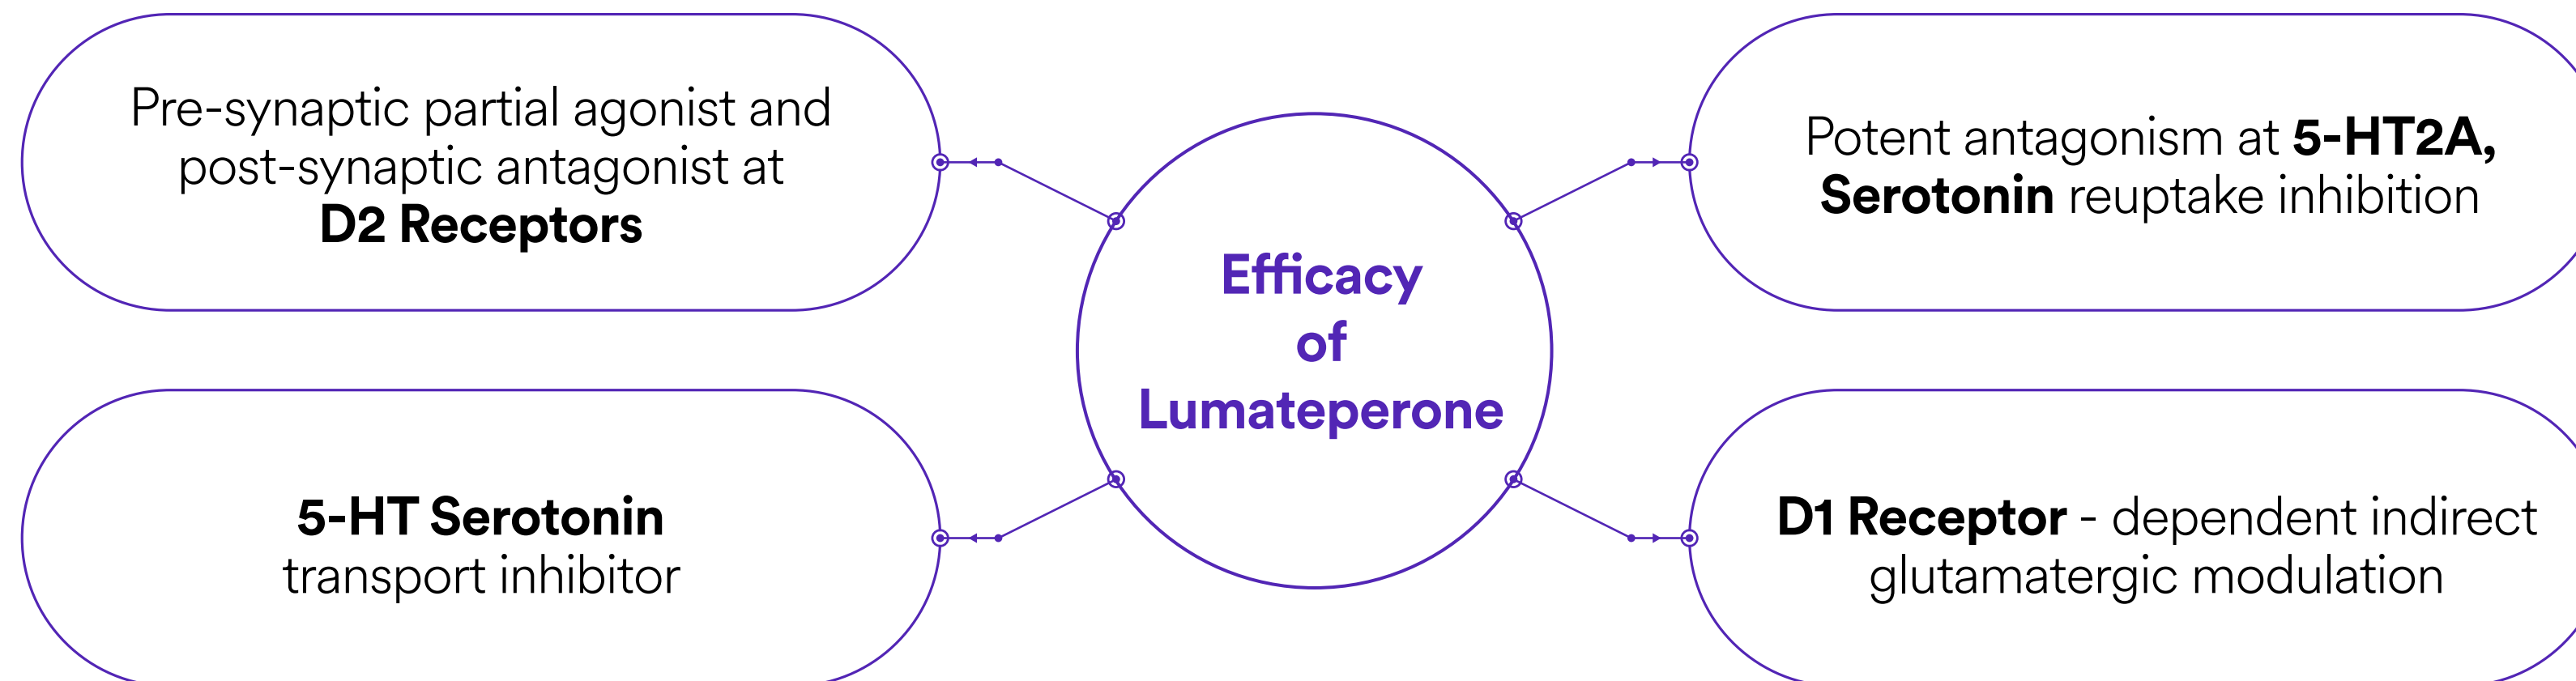 Pre-synaptic partial agonist and
post-synaptic antagonist at
D2 Receptors
Potent antagonism at 5-HT2A,
Serotonin reuptake inhibition
Efficacy
of
Lumateperone
5-HT Serotonin
transport inhibitor
D1 Receptor - dependent indirect
glutamatergic modulation